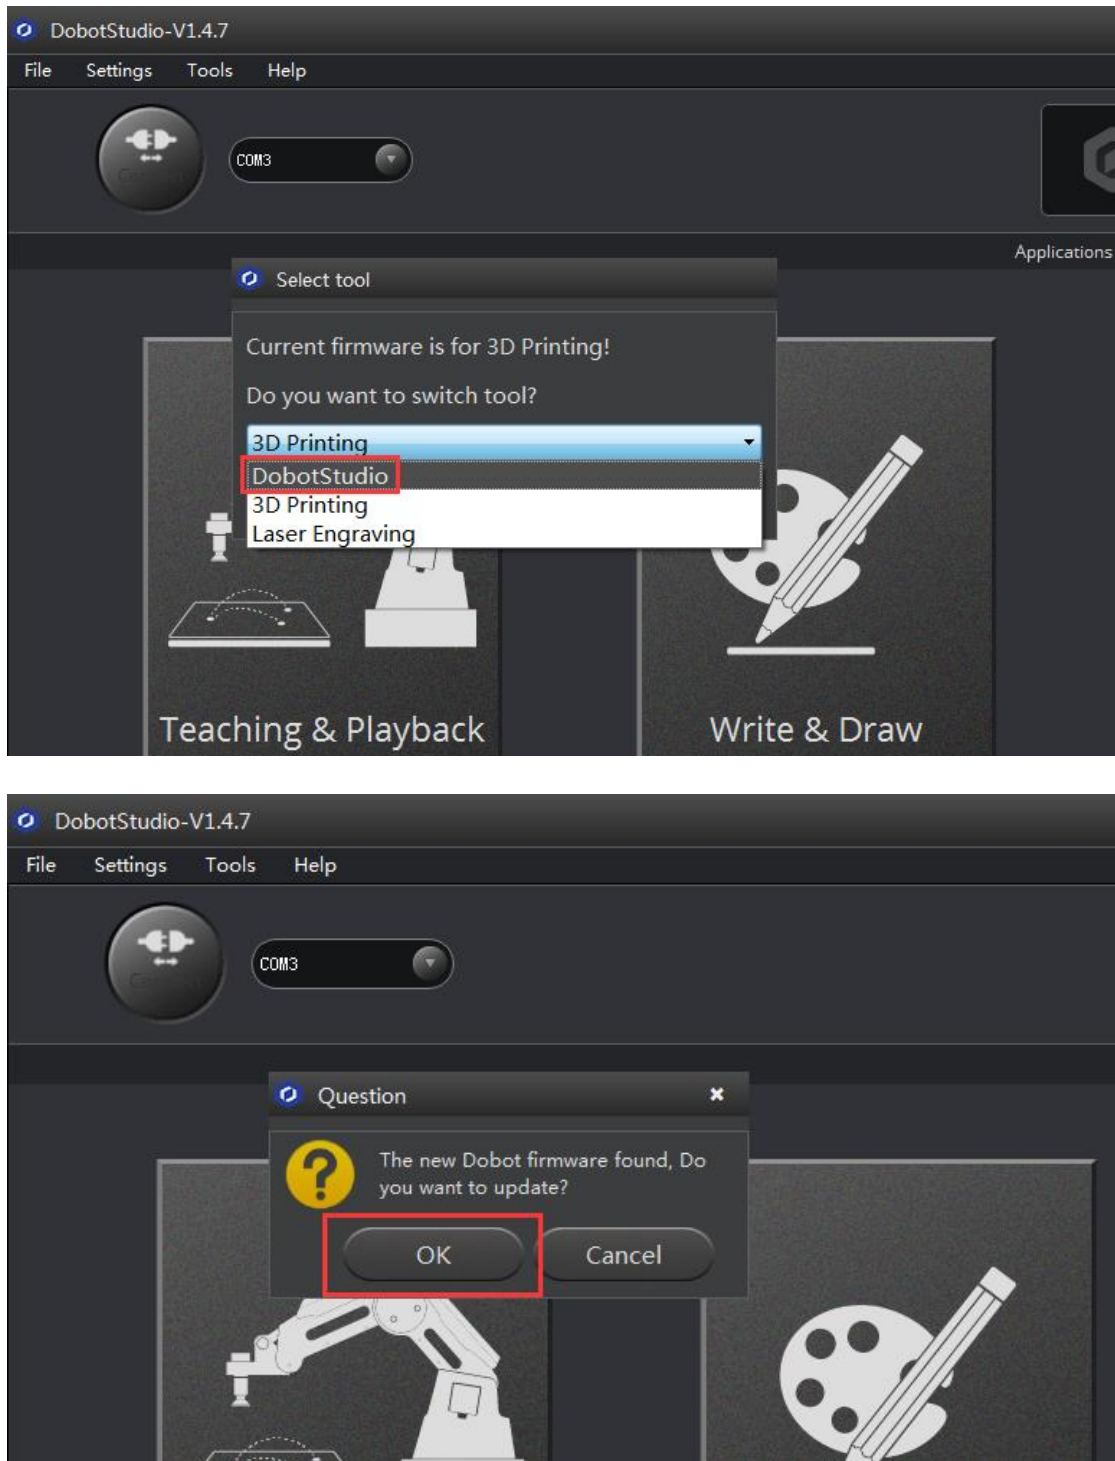 DobotStudio-V1.4.7
File Settings Tools Help
COM3
Applications
Select tool
Current firmware is for 3D Printing!
Do you want to switch tool?
3D Printing
DobotStudio
3D Printing
Laser Engraving
Teaching & Playback
Write & Draw
DobotStudio-V1.4.7
File Settings Tools Help
COM3
Question
The new Dobot firmware found, Do
you want to update?
OK Cancel